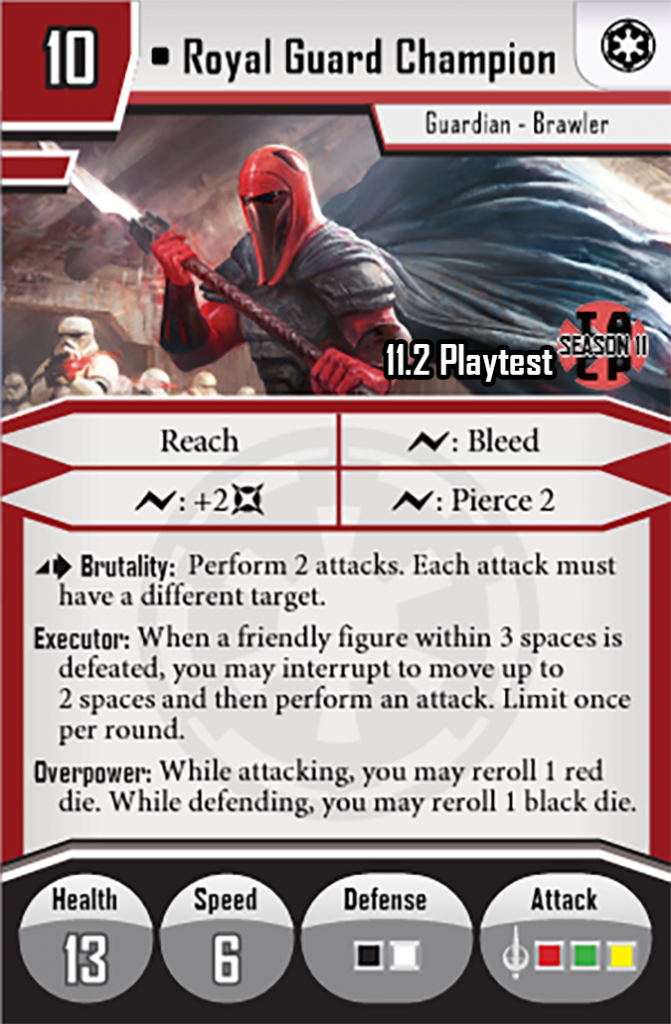 10
Royal Guard Champion
Guardian - Brawler
11.2 Playtest
IACP
SEASON 11
Reach
: Bleed
: +2
: Pierce 2
Brutality: Perform 2 attacks. Each attack must
have a different target.
Executor: When a friendly figure within 3 spaces is
defeated, you may interrupt to move up to
2 spaces and then perform an attack. Limit once
per round.
Overpower: While attacking, you may reroll 1 red
die. While defending, you may reroll 1 black die.
Health
Speed
Defense
Attack
13
6